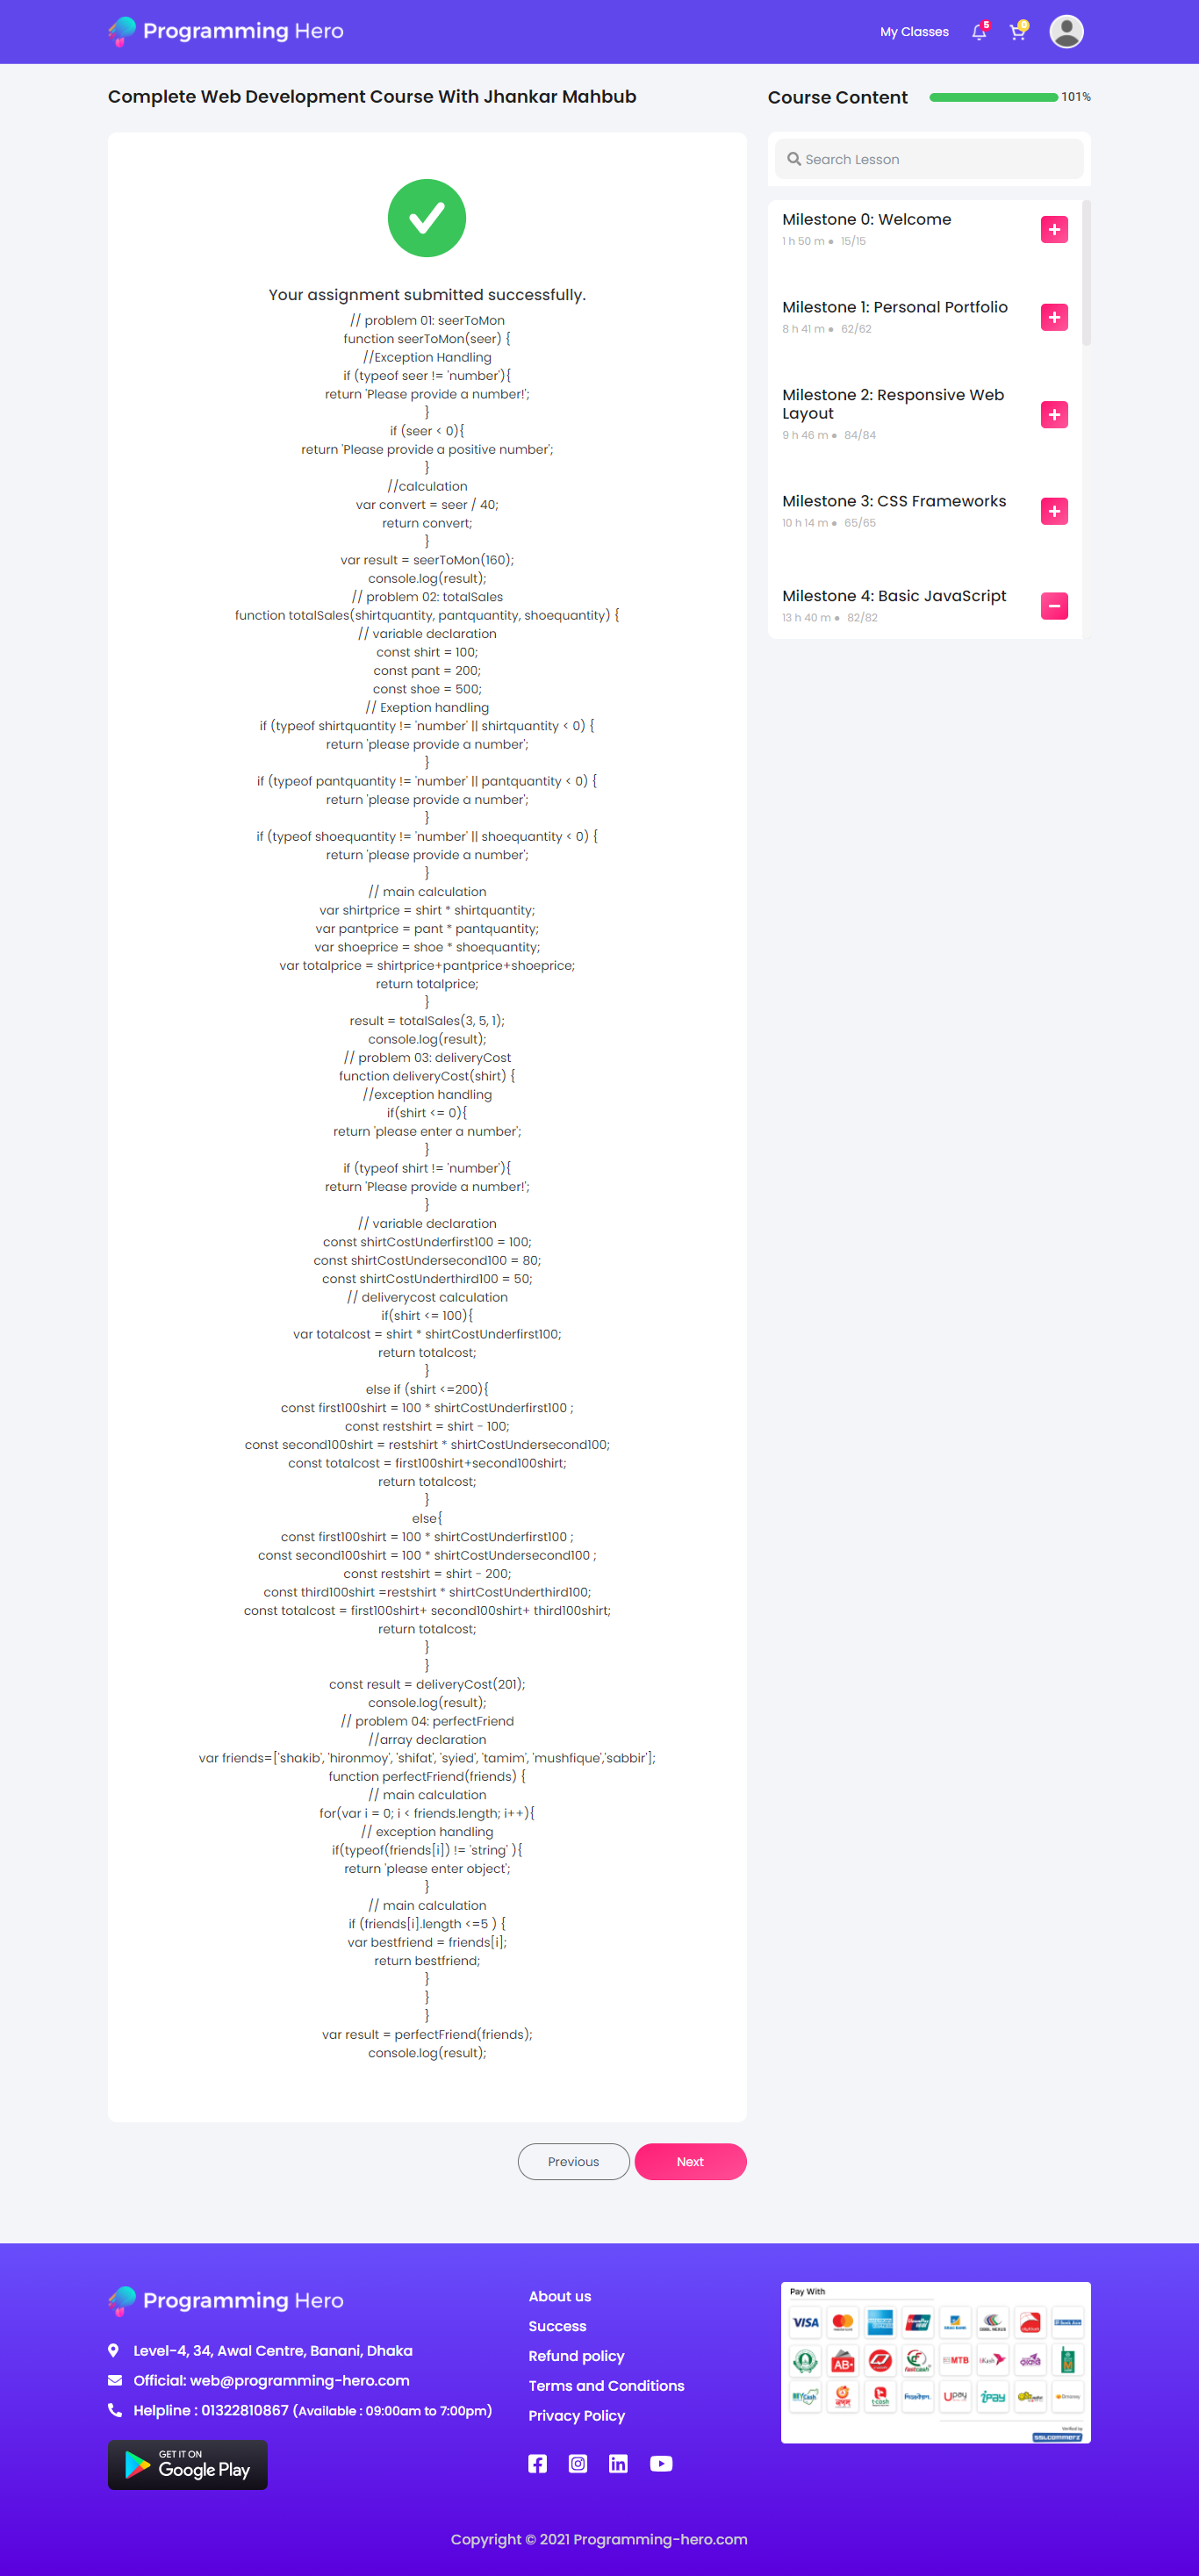 Programming Hero
My Classes
5
0
Complete Web Development Course With Jhankar Mahbub
Your assignment submitted successfully.
// problem 01: seerToMon
function seerToMon(seer) {
//Exception Handling
if (typeof seer != 'number'){
return 'Please provide a number!';
}
if (seer < 0){
return 'Please provide a positive number';
}
//calculation
var convert = seer / 40;
return convert;
}
var result = seerToMon(160);
console.log(result);
// problem 02: totalSales
function totalSales(shirtquantity, pantquantity, shoequantity) {
// variable declaration
const shirt = 100;
const pant = 200;
const shoe = 500;
// Exeption handling
if (typeof shirtquantity != 'number' || shirtquantity < 0) {
return 'please provide a number';
}
if (typeof pantquantity != 'number' || pantquantity < 0) {
return 'please provide a number';
}
if (typeof shoequantity != 'number' || shoequantity < 0) {
return 'please provide a number';
}
// main calculation
var shirtprice = shirt * shirtquantity;
var pantprice = pant * pantquantity;
var shoeprice = shoe * shoequantity;
var totalprice = shirtprice+pantprice+shoeprice;
return totalprice;
}
result = totalSales(3, 5, 1);
console.log(result);
// problem 03: deliveryCost
function deliveryCost(shirt) {
//exception handling
if(shirt <= 0){
return 'please enter a number';
}
if (typeof shirt != 'number'){
return 'Please provide a number!';
}
// variable declaration
const shirtCostUnderfirst100 = 100;
const shirtCostUndersecond100 = 80;
const shirtCostUnderthird100 = 50;
// deliverycost calculation
if(shirt <= 100){
var totalcost = shirt * shirtCostUnderfirst100;
return totalcost;
}
else if (shirt <=200){
const first100shirt = 100 * shirtCostUnderfirst100 ;
const restshirt = shirt - 100;
const second100shirt = restshirt * shirtCostUndersecond100;
const totalcost = first100shirt+second100shirt;
return totalcost;
}
else{
const first100shirt = 100 * shirtCostUnderfirst100 ;
const second100shirt = 100 * shirtCostUndersecond100 ;
const restshirt = shirt - 200;
const third100shirt =restshirt * shirtCostUnderthird100;
const totalcost = first100shirt+ second100shirt+ third100shirt;
return totalcost;
}
}
const result = deliveryCost(201);
console.log(result);
// problem 04: perfectFriend
//array declaration
var friends=['shakib', 'hironmoy', 'shifat', 'syied', 'tamim', 'mushfique','sabbir'];
function perfectFriend(friends) {
// main calculation
for(var i = 0; i < friends.length; i++){
// exception handling
if(typeof(friends[i]) != 'string' ){
return 'please enter object';
}
// main calculation
if (friends[i].length <=5 ) {
var bestfriend = friends[i];
return bestfriend;
}
}
}
var result = perfectFriend(friends);
console.log(result);
Previous
Next
Course Content
101%
Search Lesson
Milestone 0: Welcome
1 h 50 m ● 15/15
Milestone 1: Personal Portfolio
8 h 41 m ● 62/62
Milestone 2: Responsive Web
Layout
9 h 46 m ● 84/84
Milestone 3: CSS Frameworks
10 h 14 m ● 65/65
Milestone 4: Basic JavaScript
13 h 40 m ● 82/82
Programming Hero
Level-4, 34, Awal Centre, Banani, Dhaka
Official: web@programming-hero.com
Helpline : 01322810867 (Available : 09:00am to 7:00pm)
GET IT ON
Google Play
About us
Success
Refund policy
Terms and Conditions
Privacy Policy
Pay With
VISA
AB+
fastcash
MTB
bKash
tcash
Upay
iPay
Verified by
SSLCOMMERZ
Copyright © 2021 Programming-hero.com